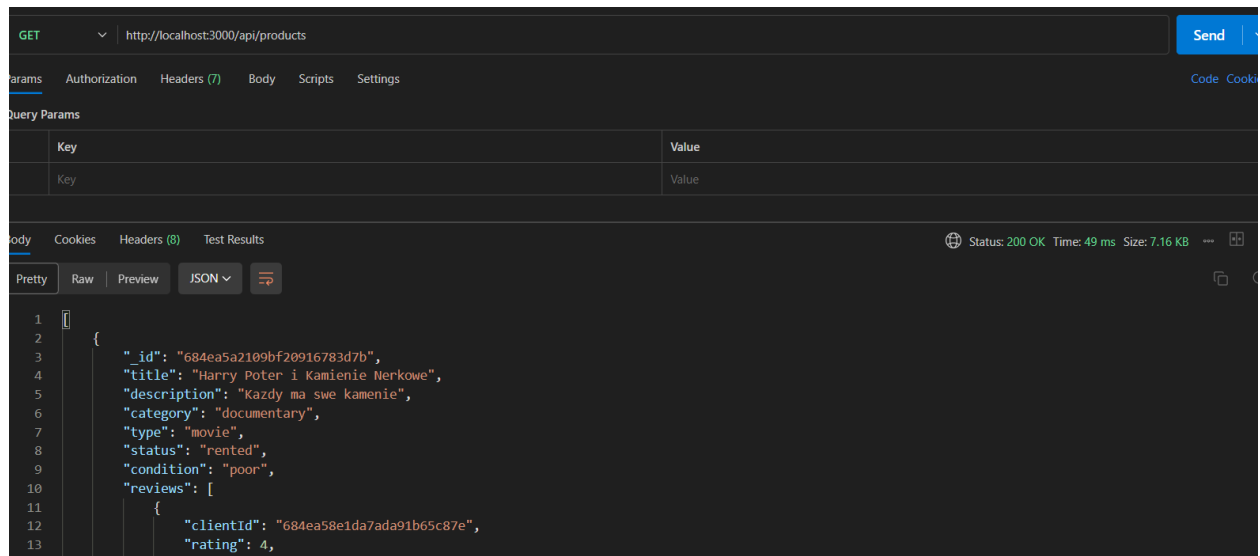 GET http://localhost:3000/api/products Send
Params Authorization Headers (7) Body Scripts Settings Code Cookie
Query Params
Key Value
Key Value
Body Cookies Headers (8) Test Results Status: 200 OK Time: 49 ms Size: 7.16 KB
Pretty Raw Preview JSON
1 [
2 {
3 "_id": "684ea5a2109bf20916783d7b",
4 "title": "Harry Poter i Kamienie Nerkowe",
5 "description": "Kazdy ma swe kamenie",
6 "category": "documentary",
7 "type": "movie",
8 "status": "rented",
9 "condition": "poor",
10 "reviews": [
11 {
12 "clientId": "684ea58e1da7ada91b65c87e",
13 "rating": 4,